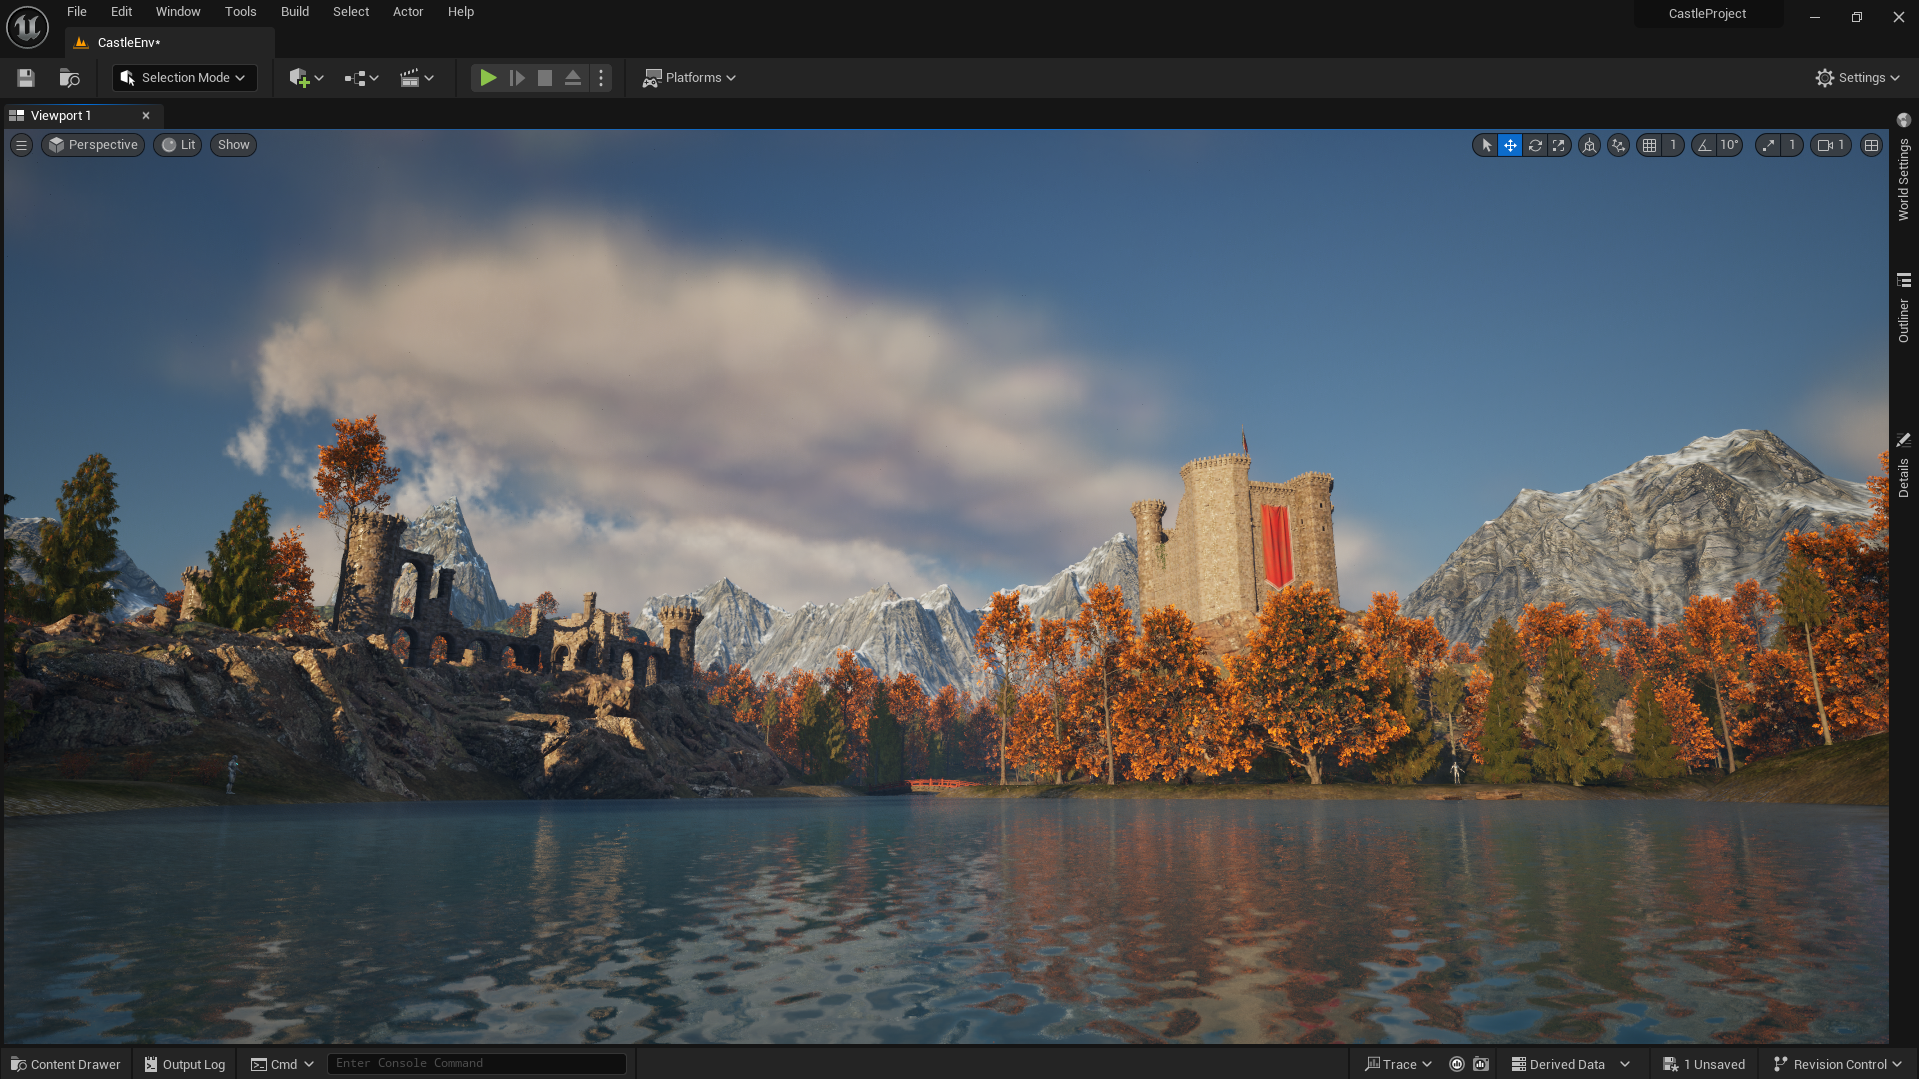 File Edit Window Tools Build Select Actor Help
CastleProject
CastleEnv*
Selection Mode
Platforms
Settings
Viewport 1
Perspective Lit Show
1 10° 1 1
World Settings
Outliner
Details
Content Drawer Output Log Cmd Enter Console Command
Trace Derived Data 1 Unsaved Revision Control